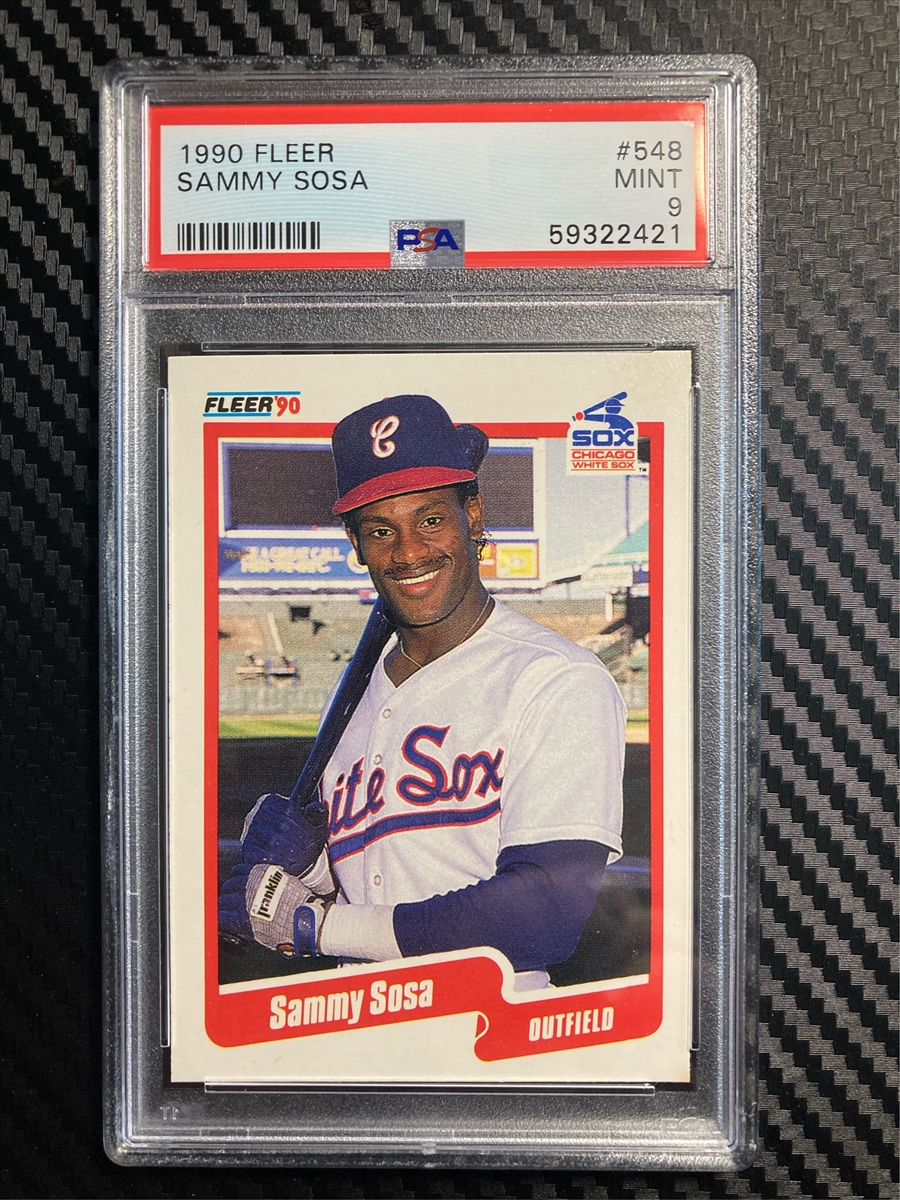 1990 FLEER #548
SAMMY SOSA MINT
9
59322421
PSA
FLEER '90
SOX
CHICAGO
WHITE SOX ™
C
ite Sox
franklin
Sammy Sosa
OUTFIELD